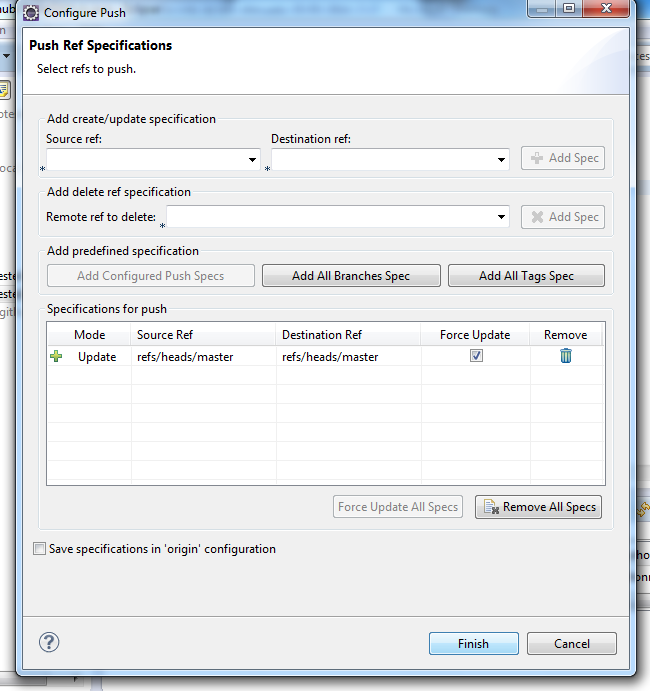 Configure Push
Push Ref Specifications
Select refs to push.
Add create/update specification
Source ref: Destination ref:
* * Add Spec
Add delete ref specification
Remote ref to delete: * Add Spec
Add predefined specification
Add Configured Push Specs Add All Branches Spec Add All Tags Spec
Specifications for push
Mode Source Ref Destination Ref Force Update Remove
Update refs/heads/master refs/heads/master
Force Update All Specs Remove All Specs
Save specifications in 'origin' configuration
? Finish Cancel